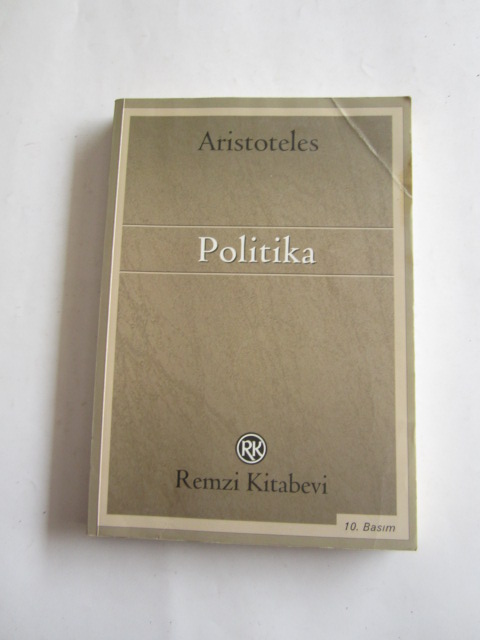 Aristoteles
Politika
RK
Remzi Kitabevi
10. Basım